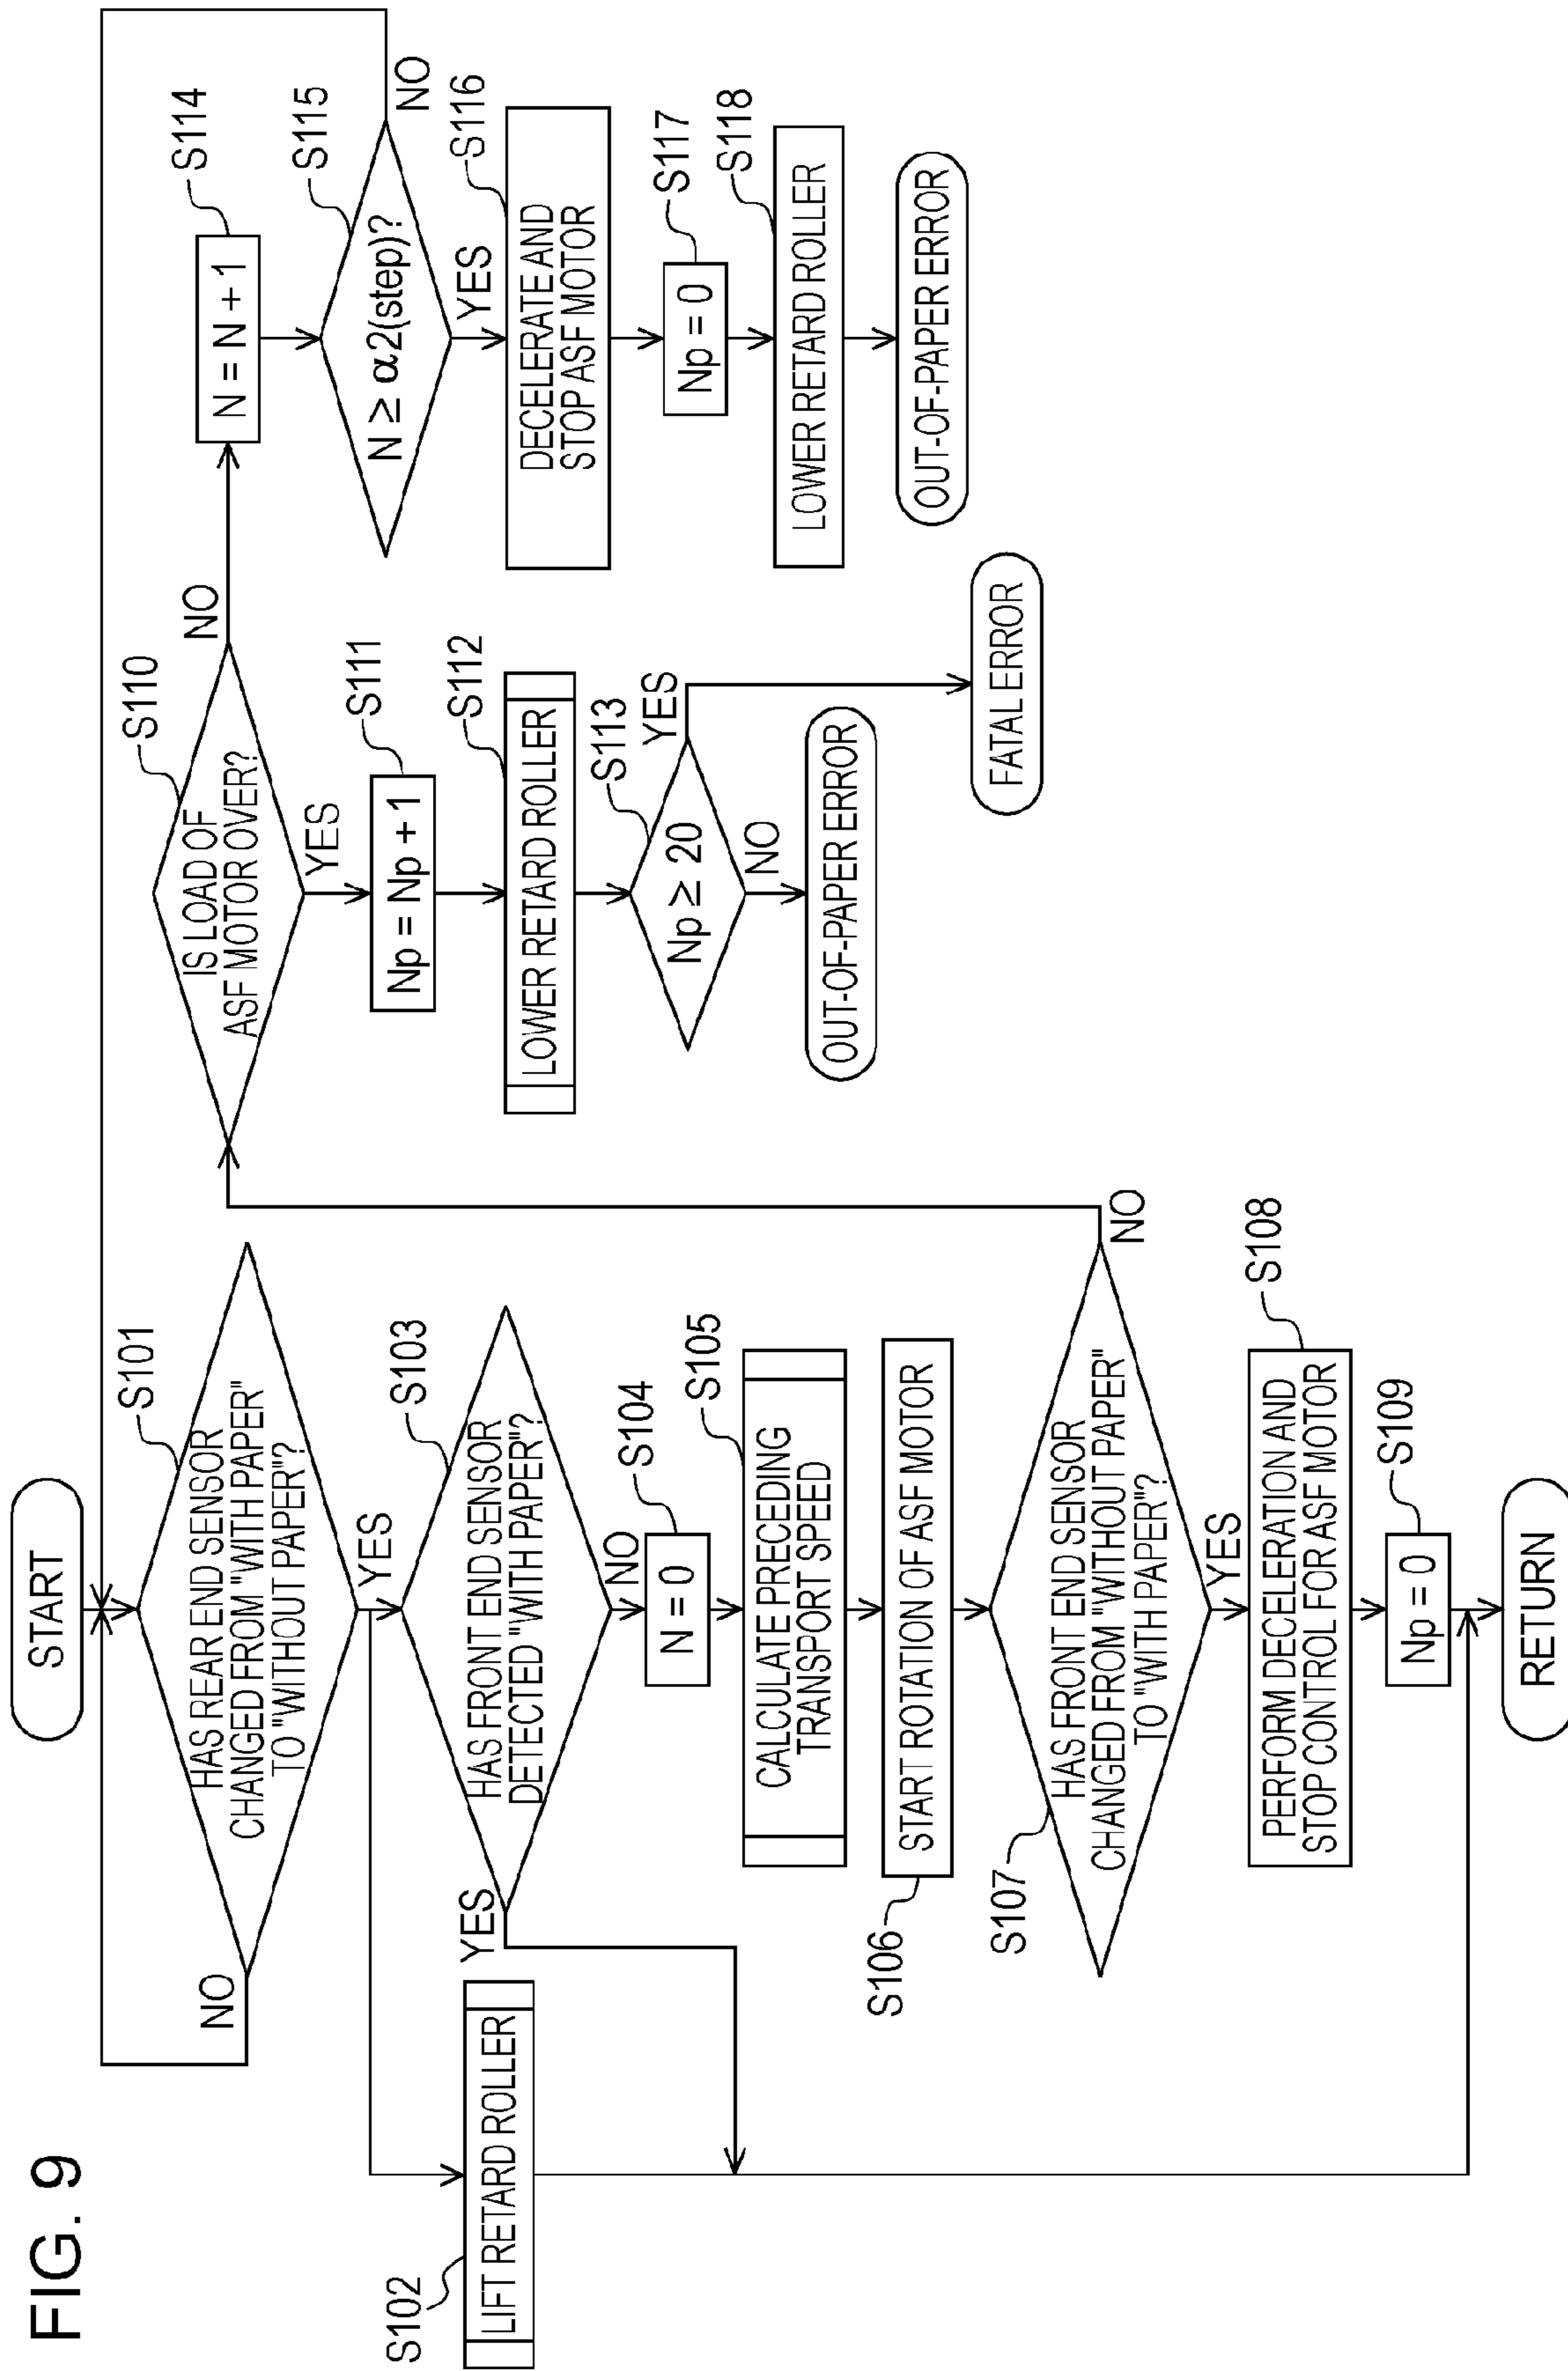 FIG. 9
START
HAS REAR END SENSOR
CHANGED FROM "WITH PAPER"
TO "WITHOUT PAPER"?
S101
NO
YES
S102
LIFT RETARD ROLLER
HAS FRONT END SENSOR
DETECTED "WITH PAPER"?
S103
YES
NO
N = 0
S104
CALCULATE PRECEDING
TRANSPORT SPEED
S105
START ROTATION OF ASF MOTOR
S106
HAS FRONT END SENSOR
CHANGED FROM "WITHOUT PAPER"
TO "WITH PAPER"?
S107
NO
YES
PERFORM DECELERATION AND
STOP CONTROL FOR ASF MOTOR
S108
Np = 0
S109
RETURN
IS LOAD OF
ASF MOTOR OVER?
S110
NO
YES
Np = Np + 1
S111
LOWER RETARD ROLLER
S112
Np ≥ 20
S113
YES
NO
OUT-OF-PAPER ERROR
FATAL ERROR
N = N + 1
S114
N ≥ α2(step)?
S115
NO
YES
DECELERATE AND
STOP ASF MOTOR
S116
Np = 0
S117
LOWER RETARD ROLLER
S118
OUT-OF-PAPER ERROR